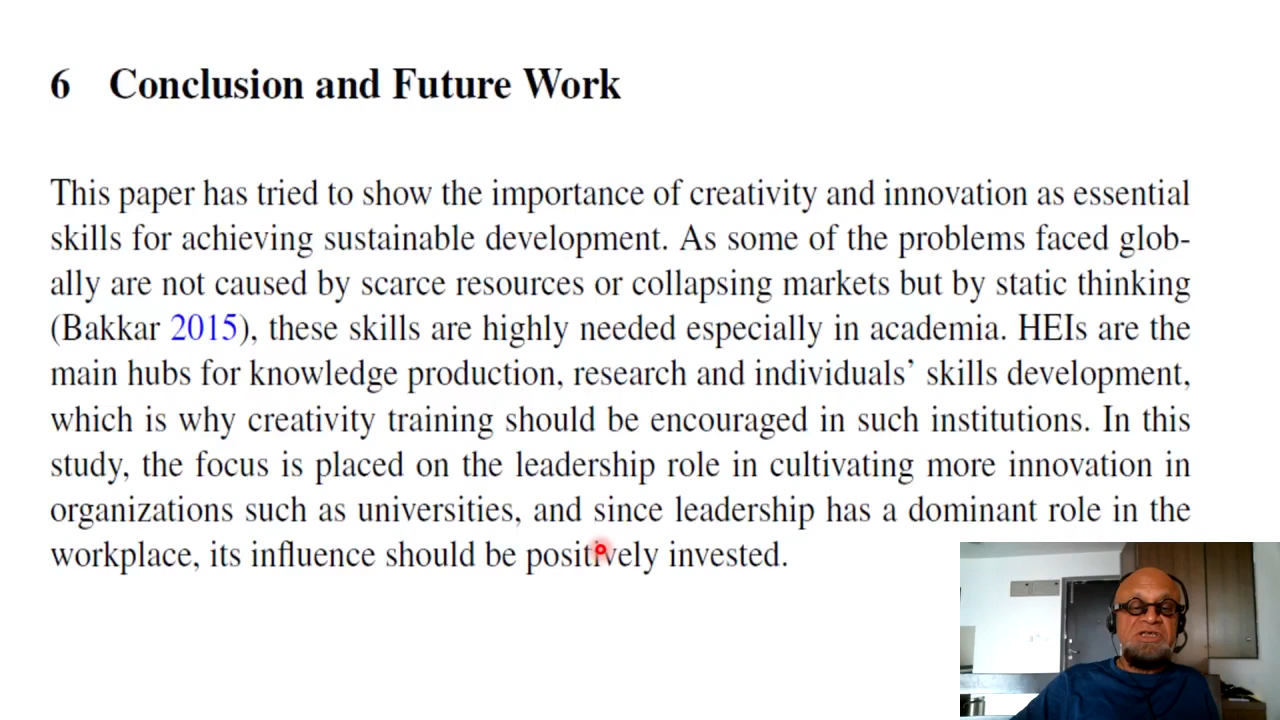 6 Conclusion and Future Work
This paper has tried to show the importance of creativity and innovation as essential
skills for achieving sustainable development. As some of the problems faced glob-
ally are not caused by scarce resources or collapsing markets but by static thinking
(Bakkar 2015), these skills are highly needed especially in academia. HEIs are the
main hubs for knowledge production, research and individuals’ skills development,
which is why creativity training should be encouraged in such institutions. In this
study, the focus is placed on the leadership role in cultivating more innovation in
organizations such as universities, and since leadership has a dominant role in the
workplace, its influence should be positively invested.